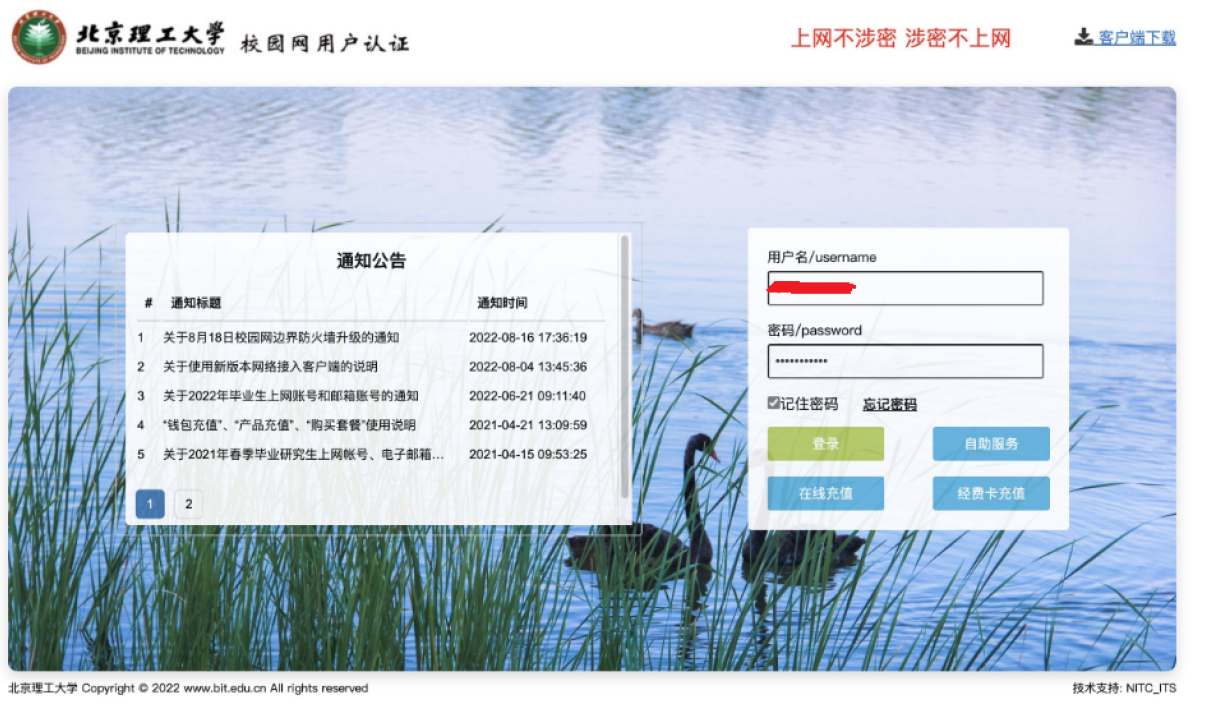 北京理工大学
BEIJING INSTITUTE OF TECHNOLOGY
校园网用户认证
上网不涉密 涉密不上网
客户端下载
通知公告
# 通知标题 通知时间
1 关于8月18日校园网边界防火墙升级的通知 2022-08-16 17:36:19
2 关于使用新版本网络接入客户端的说明 2022-08-04 13:45:36
3 关于2022年毕业生上网账号和邮箱账号的通知 2022-06-21 09:11:40
4 “钱包充值”、“产品充值”、“购买套餐”使用说明 2021-04-21 13:09:59
5 关于2021年春季毕业研究生上网帐号、电子邮箱... 2021-04-15 09:53:25
1 2
用户名/username
密码/password
记住密码 忘记密码
登录 自助服务
在线充值 经费卡充值
北京理工大学 Copyright © 2022 www.bit.edu.cn All rights reserved
技术支持: NITC_ITS